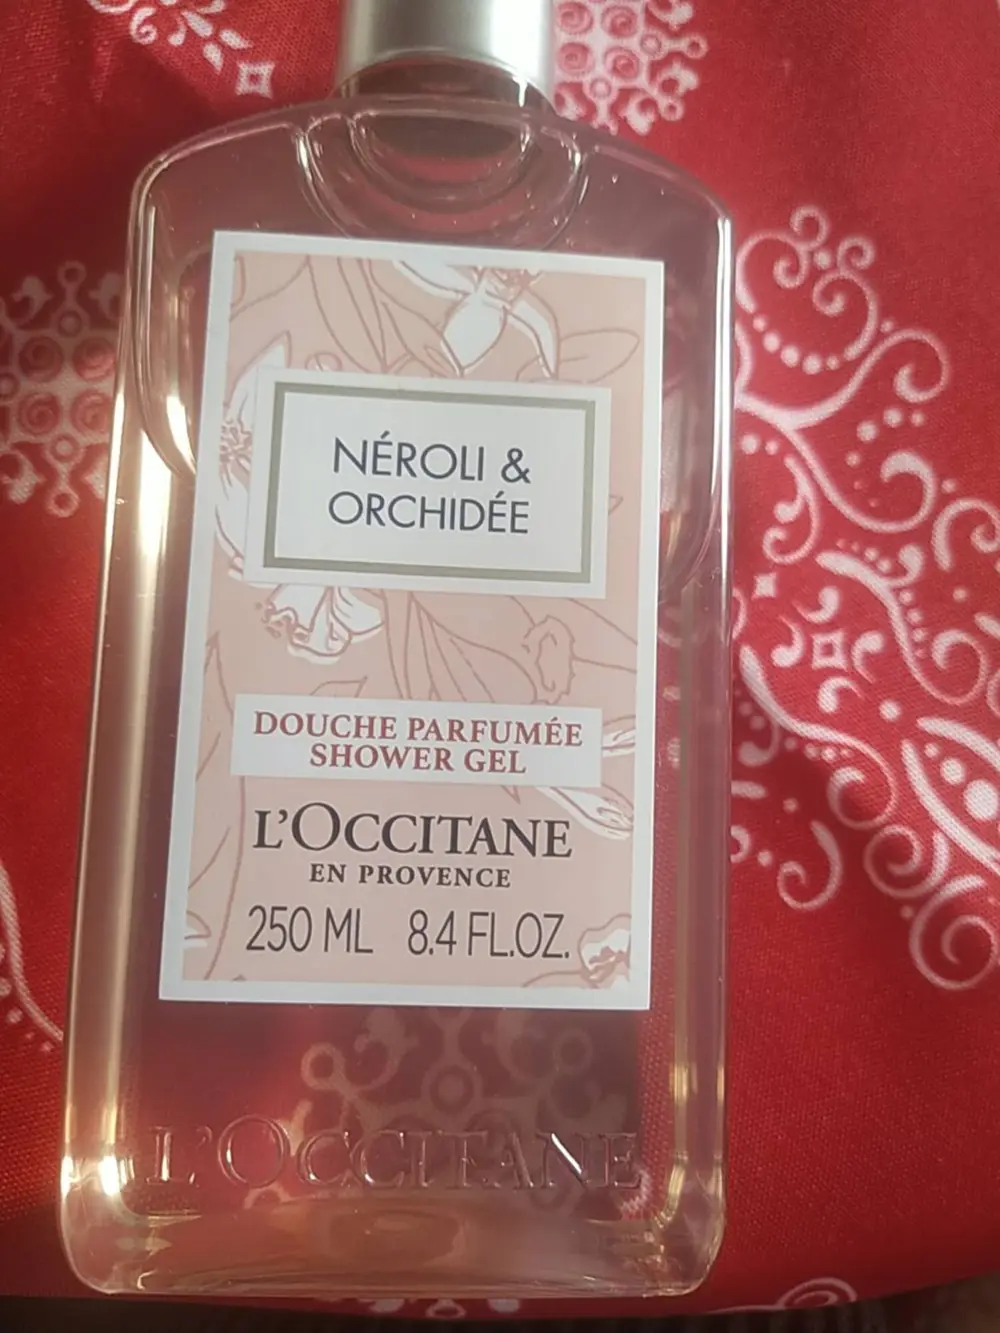 NÉROLI &
ORCHIDÉE
DOUCHE PARFUMÉE
SHOWER GEL
L'OCCITANE
EN PROVENCE
250 ML 8.4 FL.OZ.
L'OCCITANE